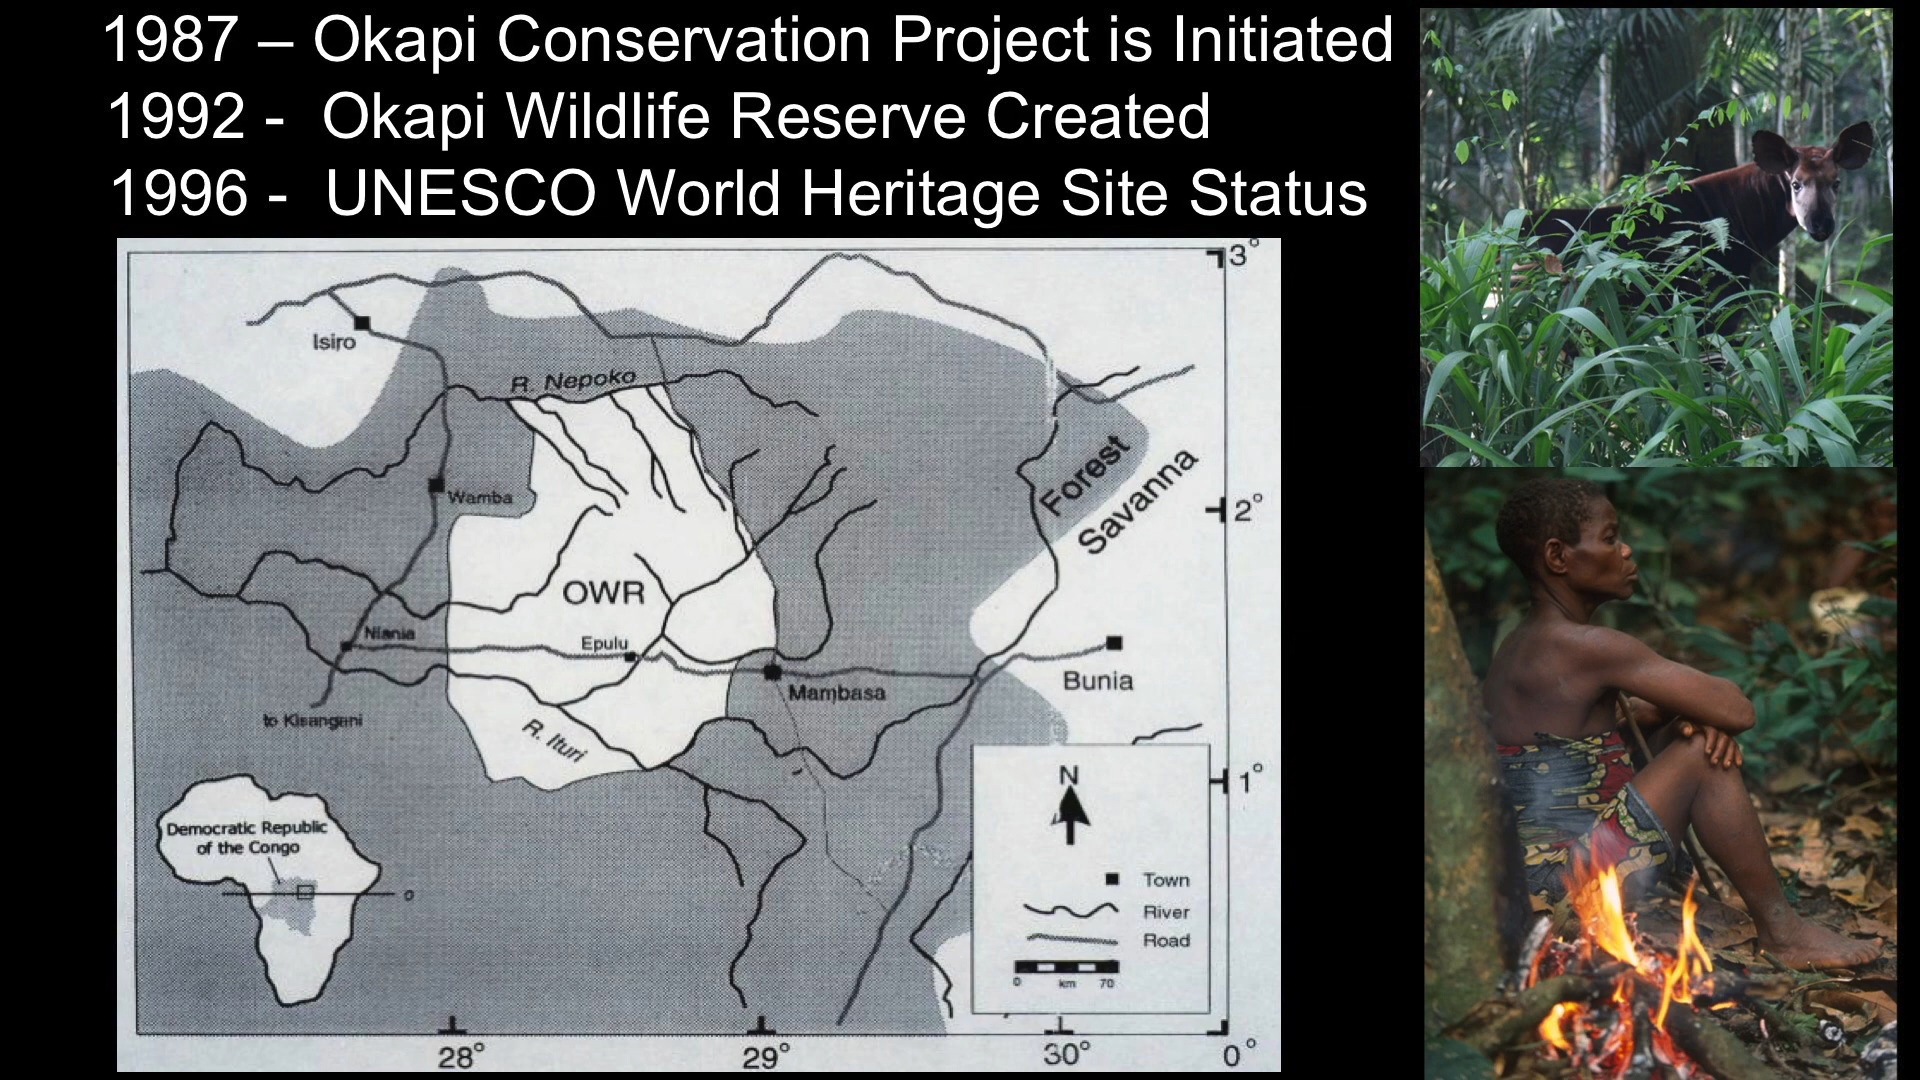 1987 – Okapi Conservation Project is Initiated
1992 - Okapi Wildlife Reserve Created
1996 - UNESCO World Heritage Site Status
3°
Isiro
R. Nepoko
Forest
Savanna
Wamba
2°
OWR
Niania
Epulu
Bunia
Mambasa
to Kisangani
R. Ituri
N
1°
Democratic Republic
of the Congo
0
Town
River
Road
0 km 70
28° 29° 30° 0°